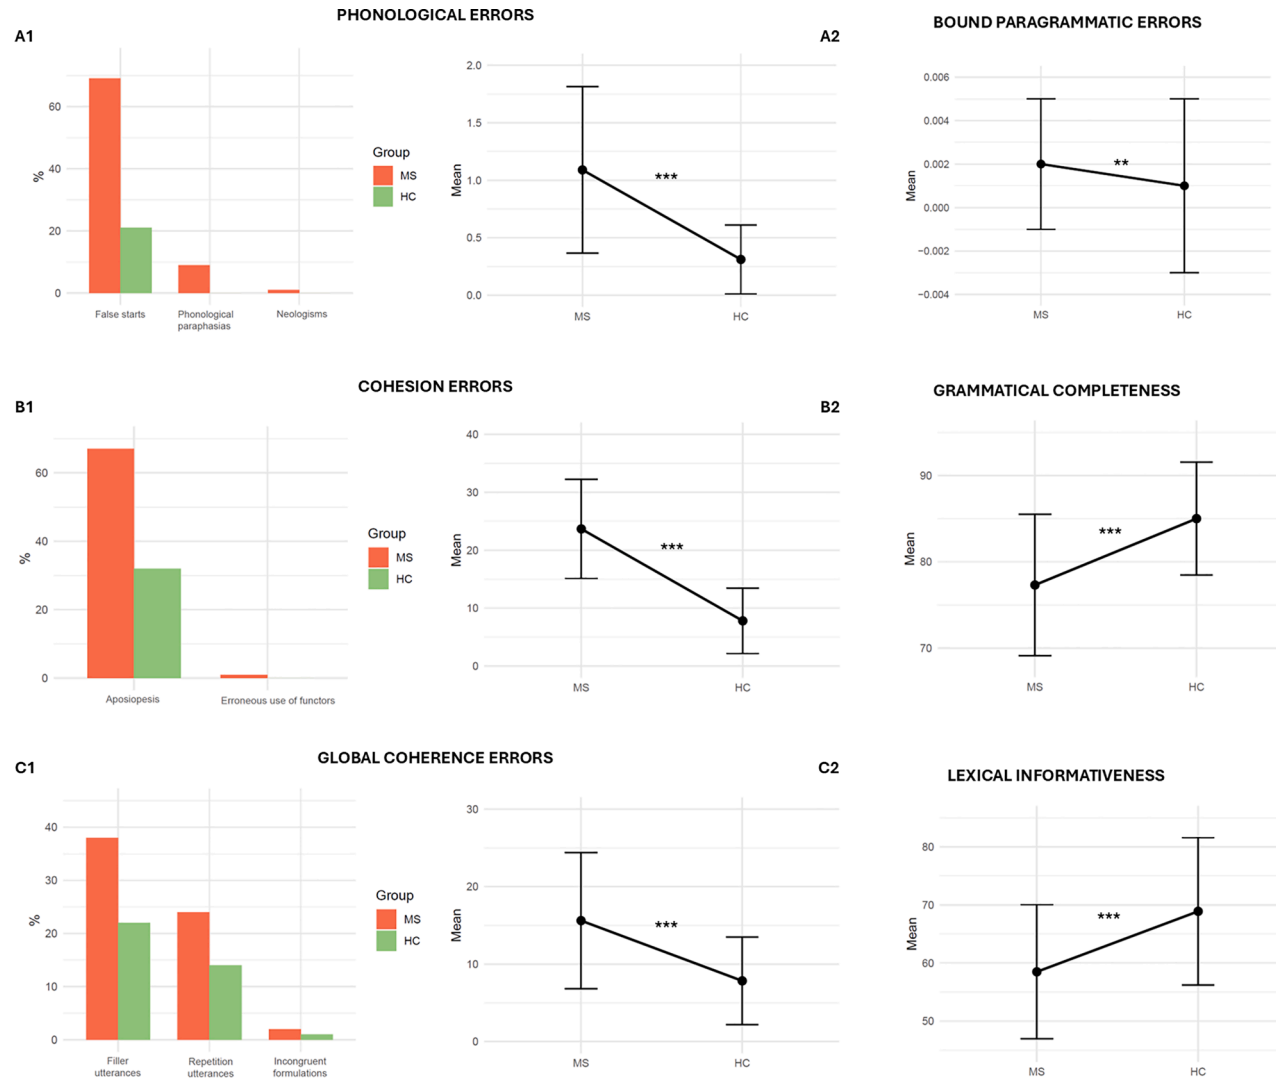 PHONOLOGICAL ERRORS
A1
%
60
40
20
0
False starts
Phonological
paraphasias
Neologisms
Group
MS
HC
Mean
2.0
1.5
1.0
0.5
0.0
***
MS
HC
A2
BOUND PARAGRAMMATIC ERRORS
Mean
0.006
0.004
0.002
0.000
−0.002
−0.004
**
MS
HC
COHESION ERRORS
B1
%
60
40
20
0
Aposiopesis
Erroneous use of functors
Group
MS
HC
Mean
40
30
20
10
0
***
MS
HC
B2
GRAMMATICAL COMPLETENESS
Mean
90
80
70
***
MS
HC
GLOBAL COHERENCE ERRORS
C1
%
40
30
20
10
0
Filler
utterances
Repetition
utterances
Incongruent
formulations
Group
MS
HC
Mean
30
20
10
0
***
MS
HC
C2
LEXICAL INFORMATIVENESS
Mean
80
70
60
50
***
MS
HC